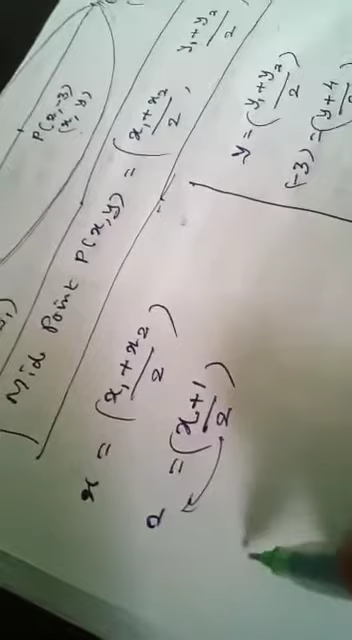 P(2,-3)
(x, y)
Mid Point P(x,y) = (x₁+x₂/2, y₁+y₂/2
x = (x₁+x₂/2)
2 = (x+1/2)
y = (y₁+y₂/2)
(-3) = (y+4/2